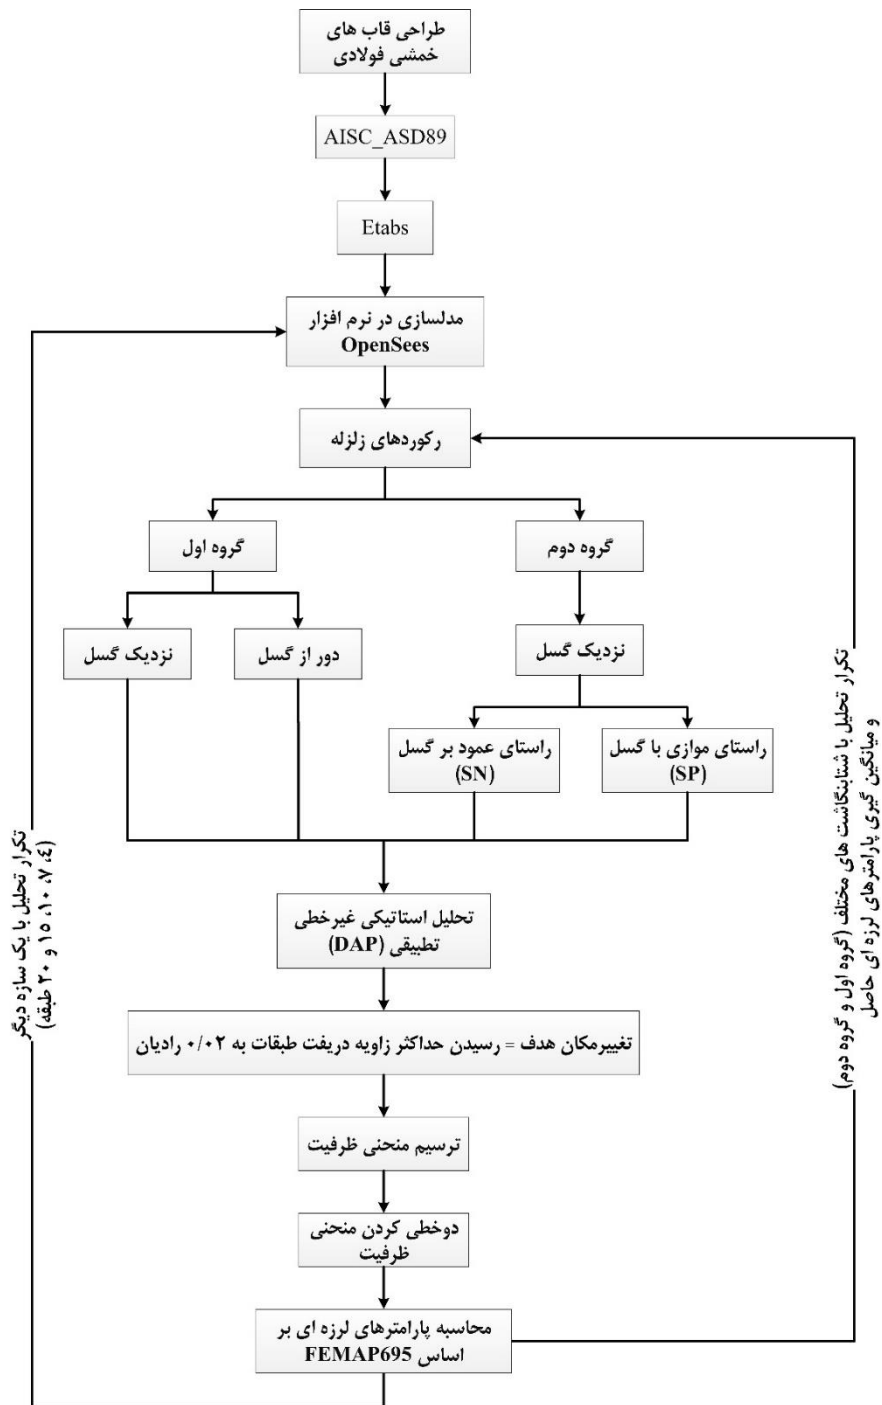 طراحی قاب های
خمشی فولادی
AISC_ASD89
Etabs
مدلسازی در نرم افزار
OpenSees
رکوردهای زلزله
گروه دوم
گروه اول
نزدیک گسل
دور از گسل
نزدیک گسل
راستای موازی با گسل
(SP)
راستای عمود بر گسل
(SN)
تحلیل استاتیکی غیرخطی
تطبیقی (DAP)
تغییرمکان هدف = رسیدن حداکثر زاویه دریفت طبقات به ۰/۰۲ رادیان
ترسیم منحنی ظرفیت
دوخطی کردن منحنی
ظرفیت
محاسبه پارامترهای لرزه ای بر
اساس FEMAP695
تکرار تحلیل با شتابنگاشت های مختلف (گروه اول و گروه دوم)
و میانگین گیری پارامترهای لرزه ای حاصل
تکرار تحلیل با یک سازه دیگر
(٤، ۷، ۱۰، ۱۵ و ۲۰ طبقه)